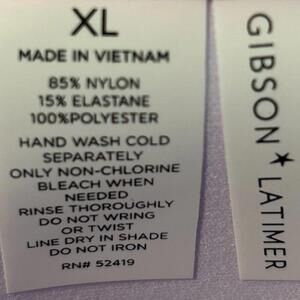 XL
MADE IN VIETNAM
85% NYLON
15% ELASTANE
100%POLYESTER
HAND WASH COLD
SEPARATELY
ONLY NON-CHLORINE
BLEACH WHEN
NEEDED
RINSE THOROUGHLY
DO NOT WRING
OR TWIST
LINE DRY IN SHADE
DO NOT IRON
RN# 52419
GIBSON★LATIMER